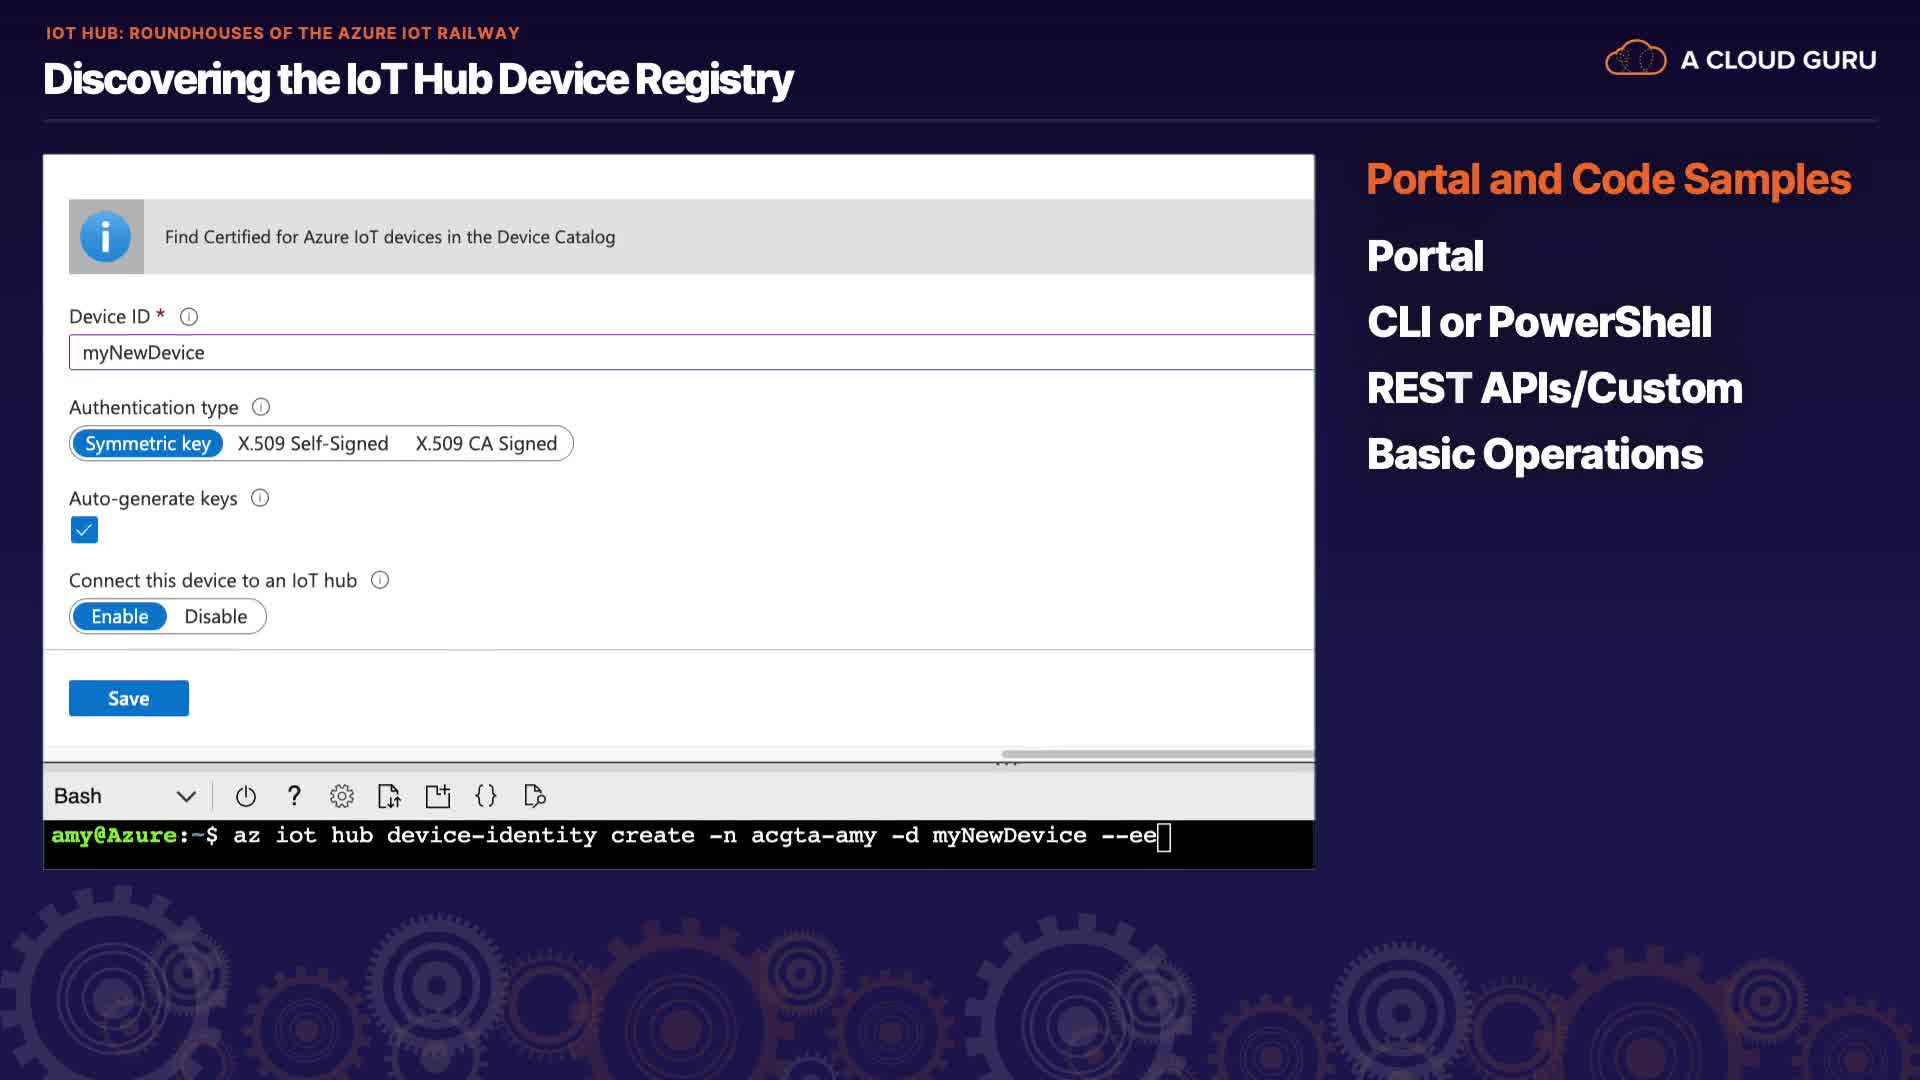 IOT HUB: ROUNDHOUSES OF THE AZURE IOT RAILWAY
Discovering the IoT Hub Device Registry
A CLOUD GURU
Find Certified for Azure IoT devices in the Device Catalog
Device ID *
myNewDevice
Authentication type
Symmetric key X.509 Self-Signed X.509 CA Signed
Auto-generate keys
Connect this device to an IoT hub
Enable Disable
Save
Bash
amy@Azure:~$ az iot hub device-identity create -n acgta-amy -d myNewDevice --ee
Portal and Code Samples
Portal
CLI or PowerShell
REST APIs/Custom
Basic Operations